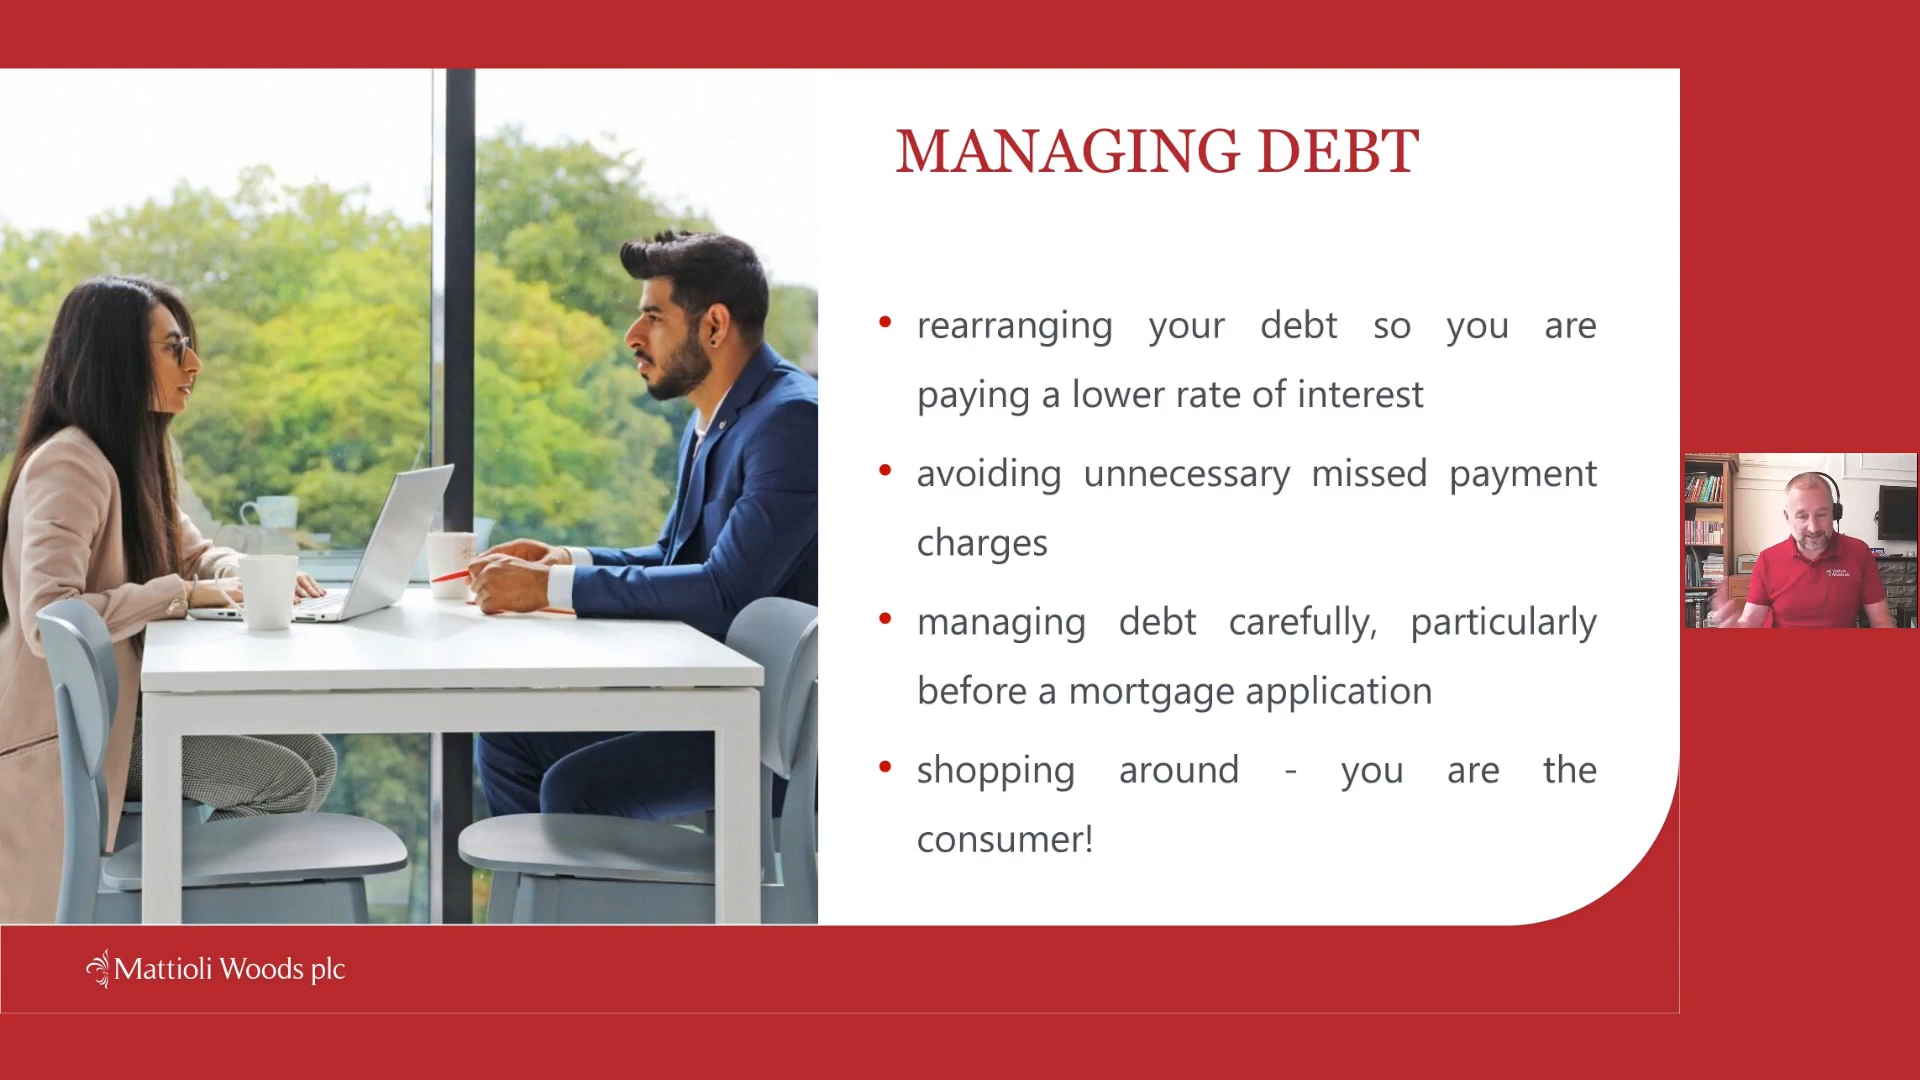 MANAGING DEBT
• rearranging your debt so you are
paying a lower rate of interest
• avoiding unnecessary missed payment
charges
• managing debt carefully, particularly
before a mortgage application
• shopping around - you are the
consumer!
Mattioli Woods plc